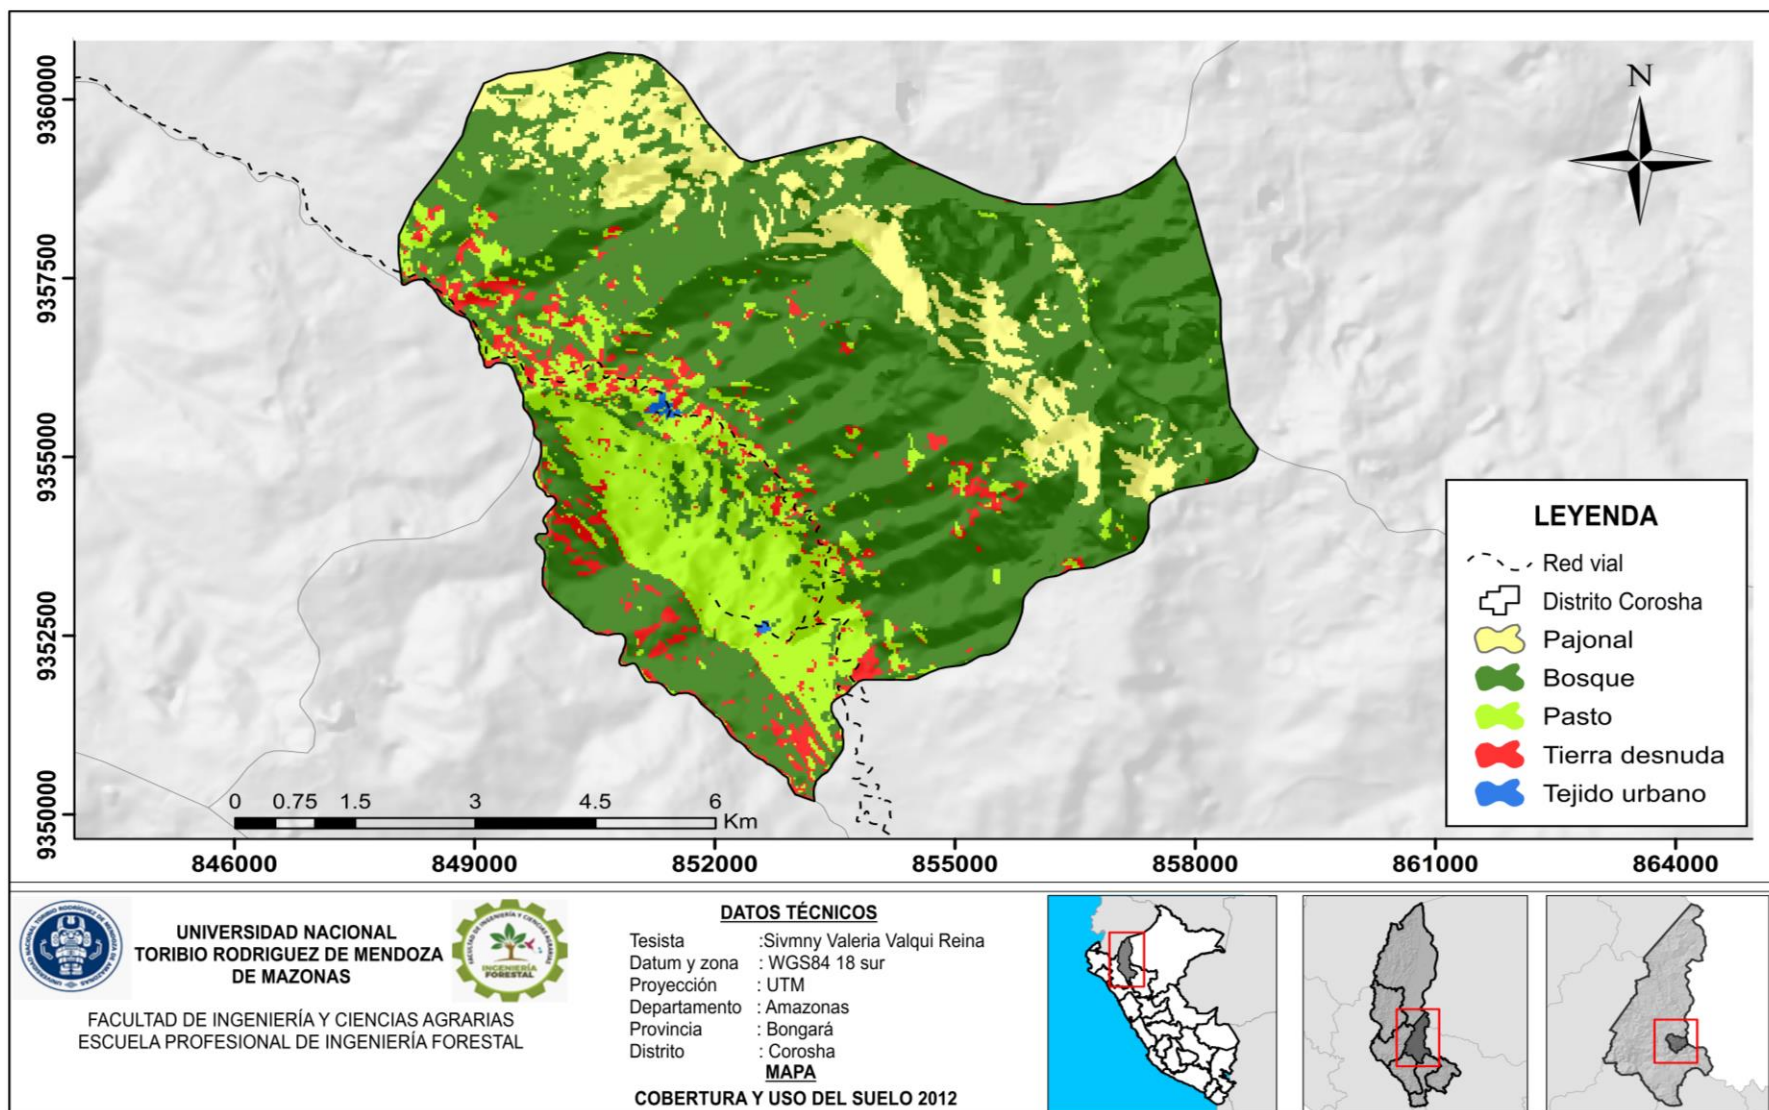 9360000
9357500
9355000
9352500
9350000
N
LEYENDA
Red vial
Distrito Corosha
Pajonal
Bosque
Pasto
Tierra desnuda
Tejido urbano
0 0.75 1.5 3 4.5 6
Km
846000 849000 852000 855000 858000 861000 864000
UNIVERSIDAD NACIONAL
TORIBIO RODRIGUEZ DE MENDOZA
DE MAZONAS
INGENIERÍA
FORESTAL
FACULTAD DE INGENIERÍA Y CIENCIAS AGRARIAS
ESCUELA PROFESIONAL DE INGENIERÍA FORESTAL
DATOS TÉCNICOS
Tesista :Sivmny Valeria Valqui Reina
Datum y zona : WGS84 18 sur
Proyección : UTM
Departamento : Amazonas
Provincia : Bongará
Distrito : Corosha
MAPA
COBERTURA Y USO DEL SUELO 2012